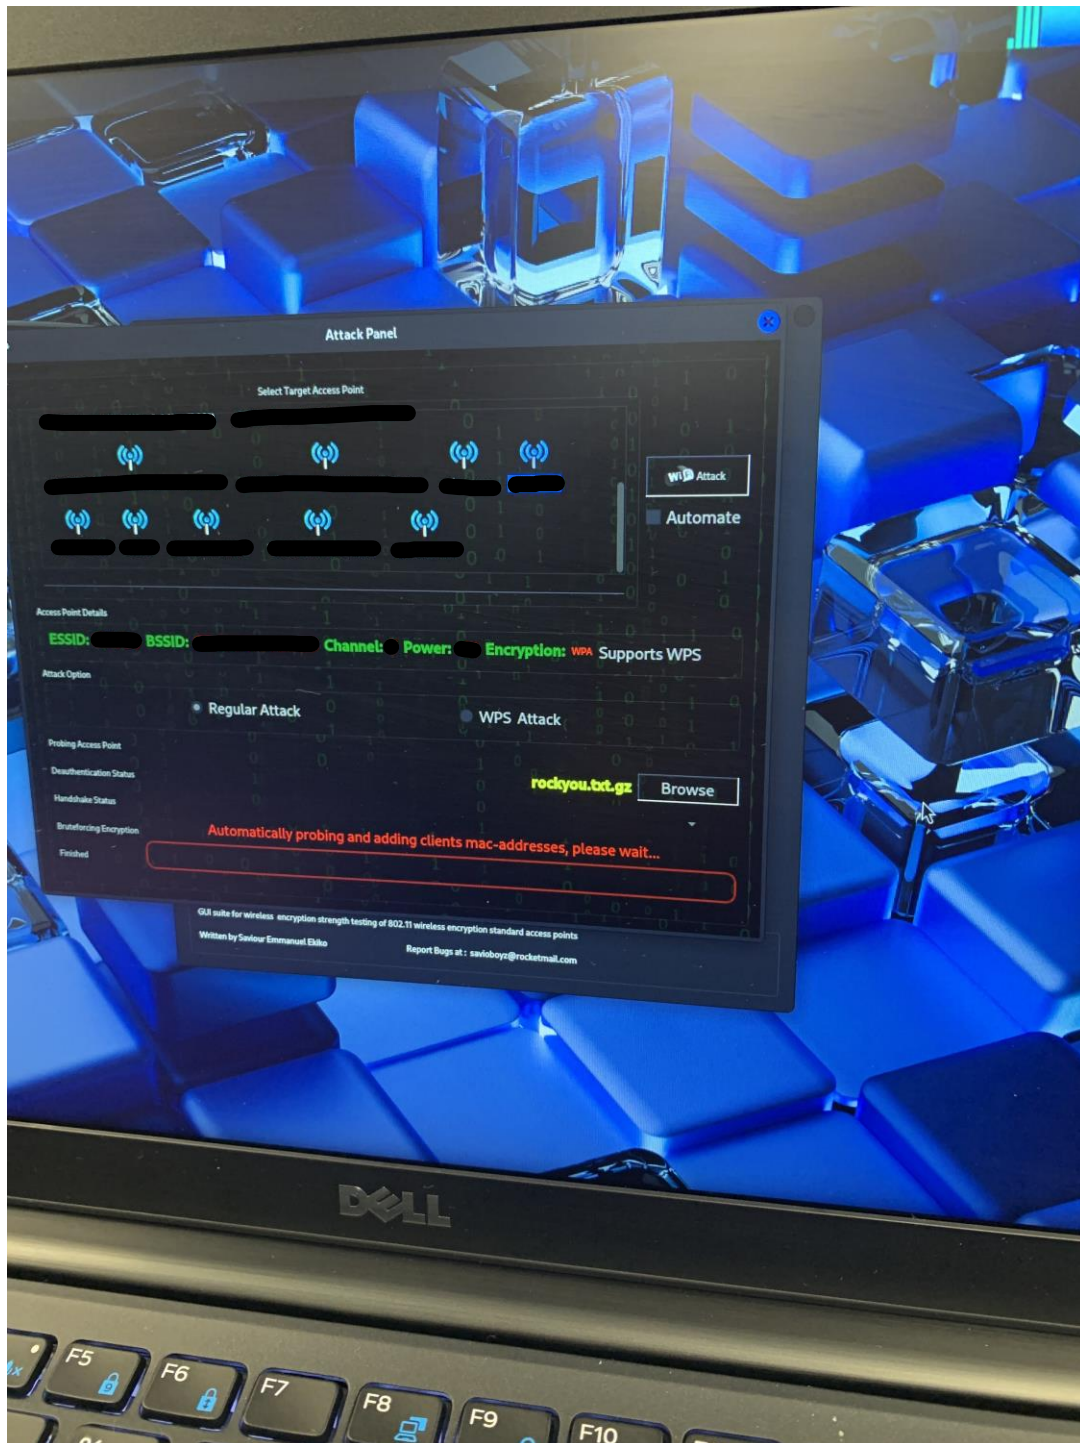 Attack Panel
Select Target Access Point
WiFi Attack
Automate
Access Point Details
ESSID: BSSID: Channel: Power: Encryption: WPA Supports WPS
Attack Option
Regular Attack WPS Attack
Probing Access Point
Deauthentication Status
rockyou.txt.gz Browse
Handshake Status
Bruteforcing Encryption
Automatically probing and adding clients mac-addresses, please wait...
Finished
GUI suite for wireless encryption strength testing of 802.11 wireless encryption standard access points
Written by Saviour Emmanuel Ekiko Report Bugs at : savioboyz@rocketmail.com
DELL
F5 F6 F7 F8 F9 F10